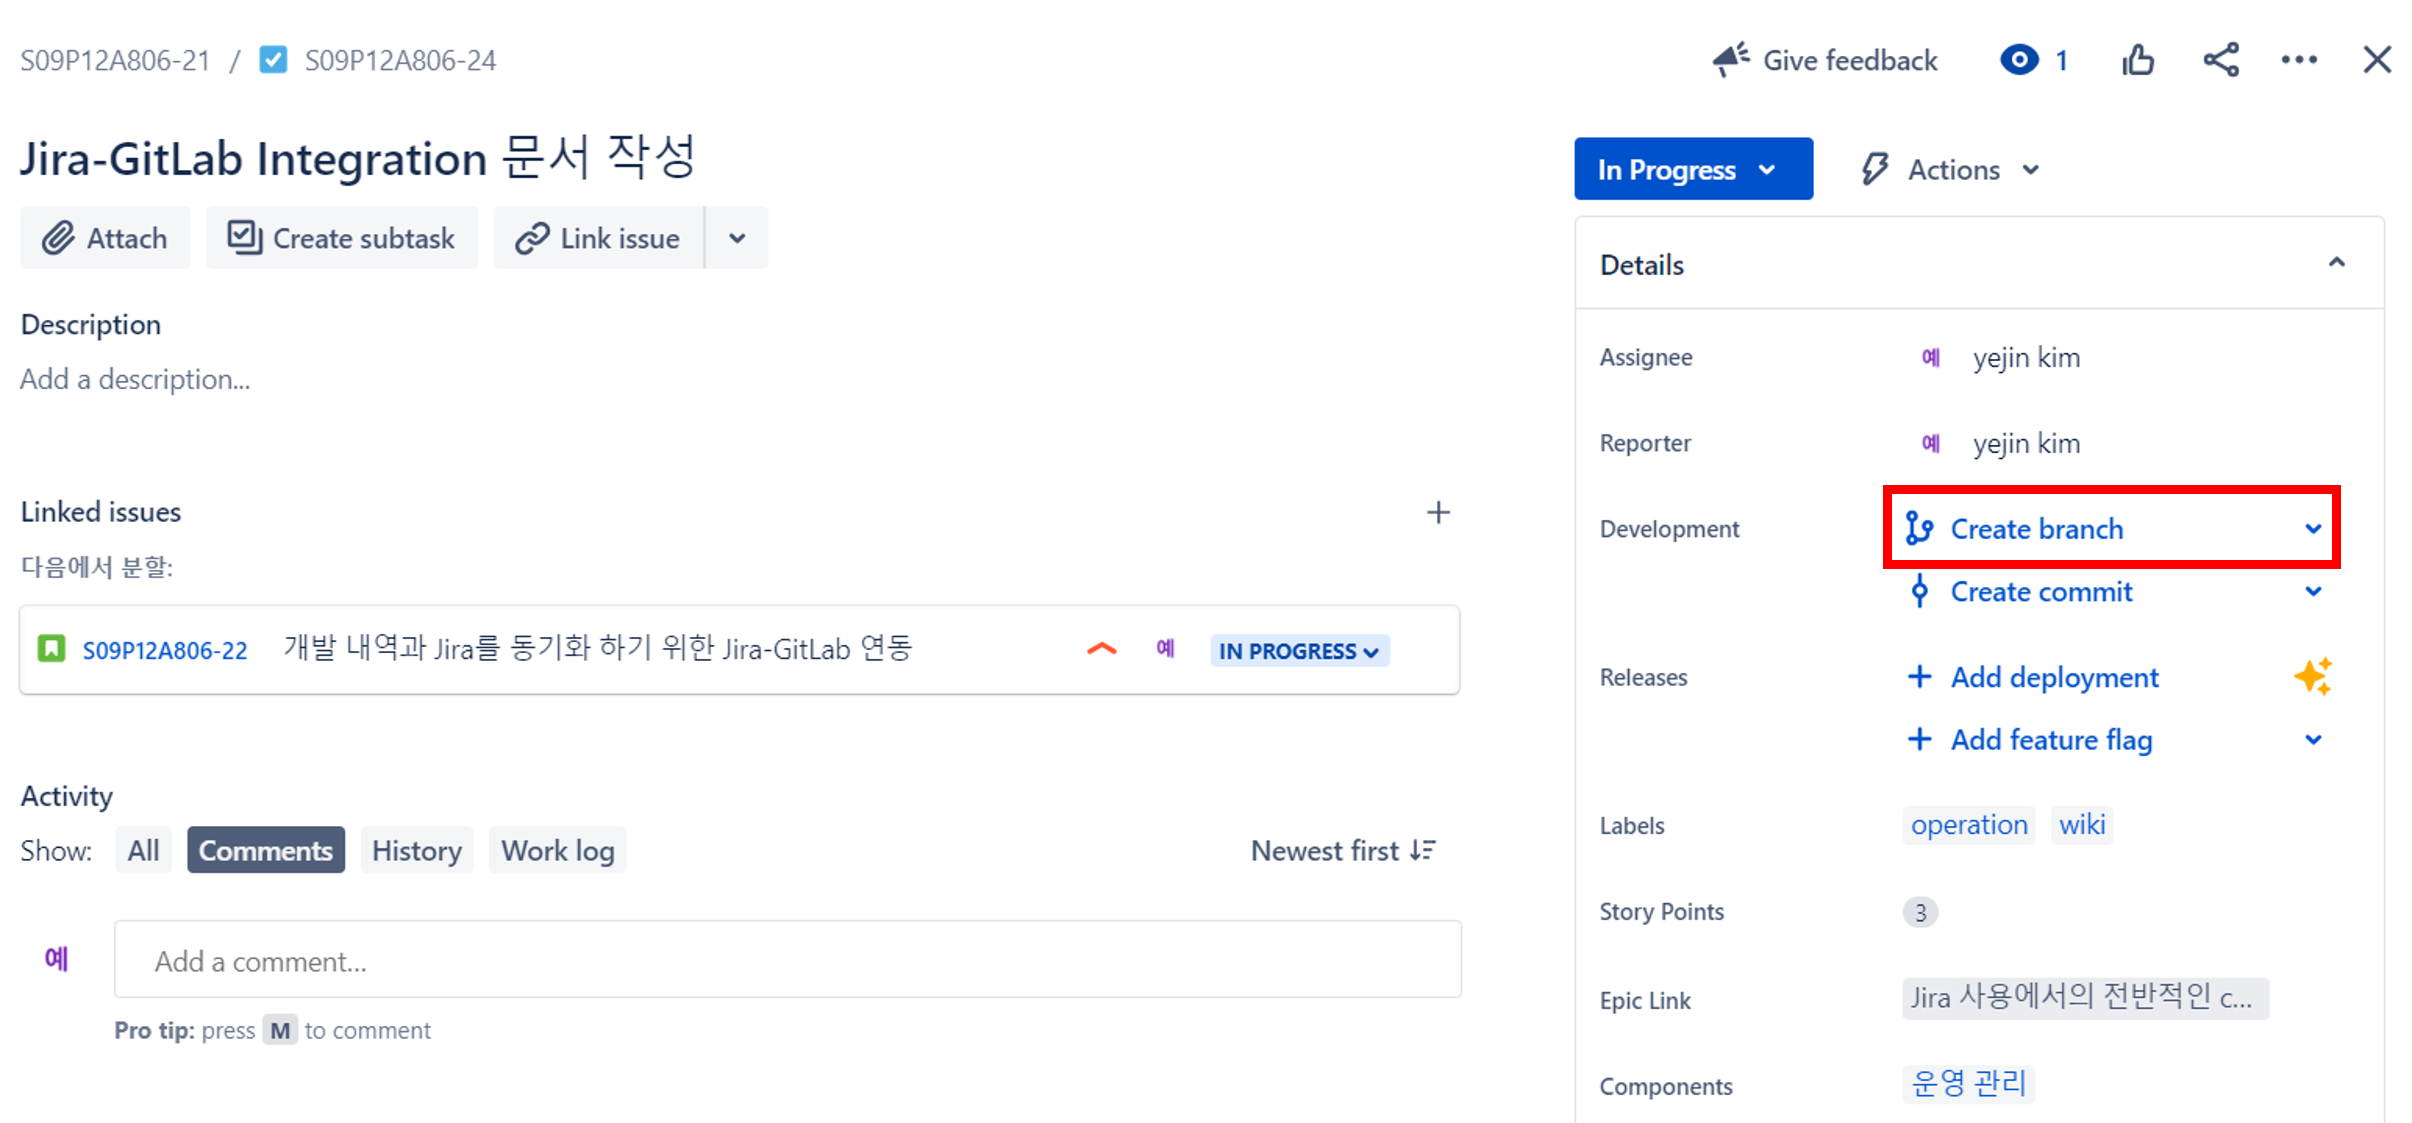 S09P12A806-21 / S09P12A806-24
Give feedback
1
Jira-GitLab Integration 문서 작성
In Progress
Actions
Attach
Create subtask
Link issue
Details
Description
Add a description...
Assignee
예 yejin kim
Reporter
예 yejin kim
Linked issues
다음에서 분할:
Development
Create branch
Create commit
S09P12A806-22 개발 내역과 Jira를 동기화 하기 위한 Jira-GitLab 연동
예
IN PROGRESS
Releases
Add deployment
Add feature flag
Activity
Show: All Comments History Work log
Newest first
Labels
operation wiki
Story Points
3
예
Add a comment...
Pro tip: press M to comment
Epic Link
Jira 사용에서의 전반적인 c...
Components
운영 관리